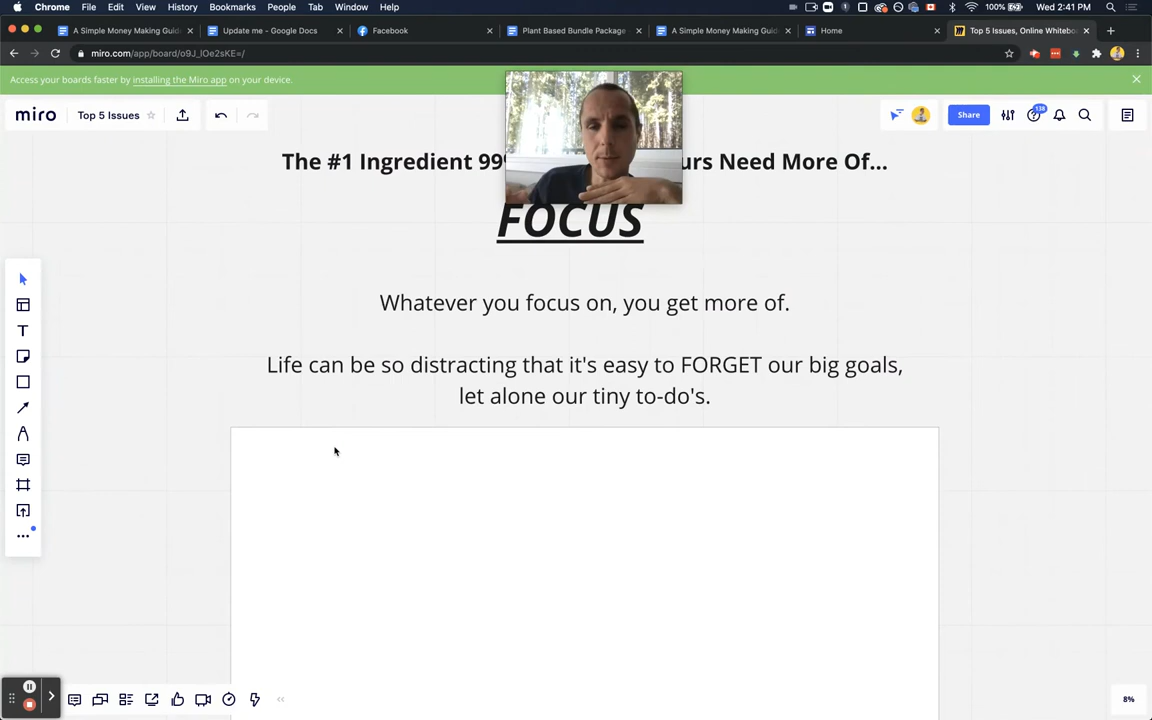 Chrome File Edit View History Bookmarks People Tab Window Help 100% Wed 2:41 PM
A Simple Money Making Guid Update me - Google Docs Facebook Plant Based Bundle Package A Simple Money Making Guid Home Top 5 Issues, Online Whitebo
miro.com/app/board/o9J_lOe2sKE=/
Access your boards faster by installing the Miro app on your device.
miro Top 5 Issues Share 138
The #1 Ingredient Need More Of...
FOCUS
Whatever you focus on, you get more of.
Life can be so distracting that it's easy to FORGET our big goals,
let alone our tiny to-do's.
8%